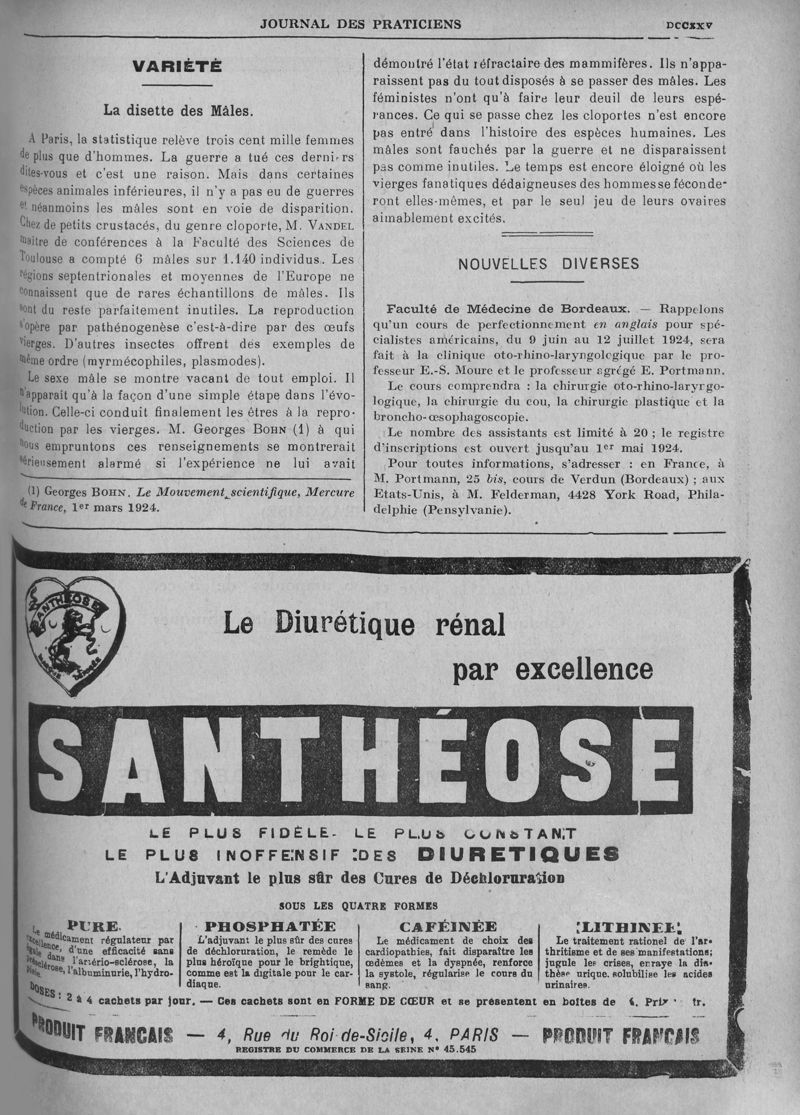 JOURNAL DES PRATICIENS
DCCXXV
VARIÉTÉ
La disette des Mâles.
A Paris, la statistique relève trois cent mille femmes
de plus que d'hommes. La guerre a tué ces derniers
dites-vous et c'est une raison. Mais dans certaines
espèces animales inférieures, il n'y a pas eu de guerres
et néanmoins les mâles sont en voie de disparition.
Chez de petits crustacés, du genre cloporte, M. VANDEL
maître de conférences à la Faculté des Sciences de
Toulouse a compté 6 mâles sur 1.140 individus. Les
régions septentrionales et moyennes de l'Europe ne
connaissent que de rares échantillons de mâles. Ils
sont du reste parfaitement inutiles. La reproduction
s'opère par pathénogenèse c'est-à-dire par des œufs
vierges. D'autres insectes offrent des exemples de
même ordre (myrmécophiles, plasmodes).
Le sexe mâle se montre vacant de tout emploi. Il
n'apparait qu'à la façon d'une simple étape dans l'évo-
lution. Celle-ci conduit finalement les êtres à la repro-
duction par les vierges. M. Georges BOHN (1) à qui
nous empruntons ces renseignements se montrerait
sérieusement alarmé si l'expérience ne lui avait
(1) Georges BOHN. Le Mouvement scientifique, Mercure
de France, 1er mars 1924.
démontré l'état réfractaire des mammifères. Ils n'appa-
raissent pas du tout disposés à se passer des mâles. Les
féministes n'ont qu'à faire leur deuil de leurs espé-
rances. Ce qui se passe chez les cloportes n'est encore
pas entré dans l'histoire des espèces humaines. Les
mâles sont fauchés par la guerre et ne disparaissent
pas comme inutiles. Le temps est encore éloigné où les
vierges fanatiques dédaigneuses des hommes se féconde-
ront elles-mêmes, et par le seul jeu de leurs ovaires
aimablement excités.
NOUVELLES DIVERSES
Faculté de Médecine de Bordeaux. — Rappelons
qu'un cours de perfectionnement en anglais pour spé-
cialistes américains, du 9 juin au 12 juillet 1924, sera
fait à la clinique oto-rhino-laryngologique par le pro-
fesseur E.-S. Moure et le professeur agrégé E. Portmann.
Le cours comprendra : la chirurgie oto-rhino-laryrgo-
logique, la chirurgie du cou, la chirurgie plastique et la
broncho-œsophagoscopie.
Le nombre des assistants est limité à 20 ; le registre
d'inscriptions est ouvert jusqu'au 1er mai 1924.
Pour toutes informations, s'adresser : en France, à
M. Portmann, 25 bis, cours de Verdun (Bordeaux) ; aux
Etats-Unis, à M. Felderman, 4428 York Road, Phila-
delphie (Pensylvanie).
SANTHÉOSE
MARQUE DÉPOSÉE
Le Diurétique rénal
par excellence
SANTHÉOSE
LE PLUS FIDÈLE - LE PLUS CONSTANT
LE PLUS INOFFENSIF DES DIURETIQUES
L'Adjuvant le plus sûr des Cures de Déchloruration
SOUS LES QUATRE FORMES
PURE.
Le médicament régulateur par
excellence, d'une efficacité sans
égale dans l'artério-sclérose, la
présclérose, l'albuminurie, l'hydro-
pisie.
PHOSPHATÉE
L'adjuvant le plus sûr des cures
de déchloruration, le remède le
plus héroïque pour le brightique,
comme est la digitale pour le car-
diaque.
CAFÉINÉE
Le médicament de choix des
cardiopathies, fait disparaître les
œdèmes et la dyspnée, renforce
la systole, régularise le cours du
sang.
LITHINÉE
Le traitement rationel de l'ar-
thritisme et de ses manifestations;
jugule les crises, enraye la dia-
thèse urique, solubilise les acides
urinaires.
DOSES : 2 à 4 cachets par jour. — Ces cachets sont en FORME DE CŒUR et se présentent en boîtes de Prix fr.
PRODUIT FRANCAIS — 4, Rue du Roi-de-Sicile, 4, PARIS — PRODUIT FRANÇAIS
REGISTRE DU COMMERCE DE LA SEINE N° 45.545